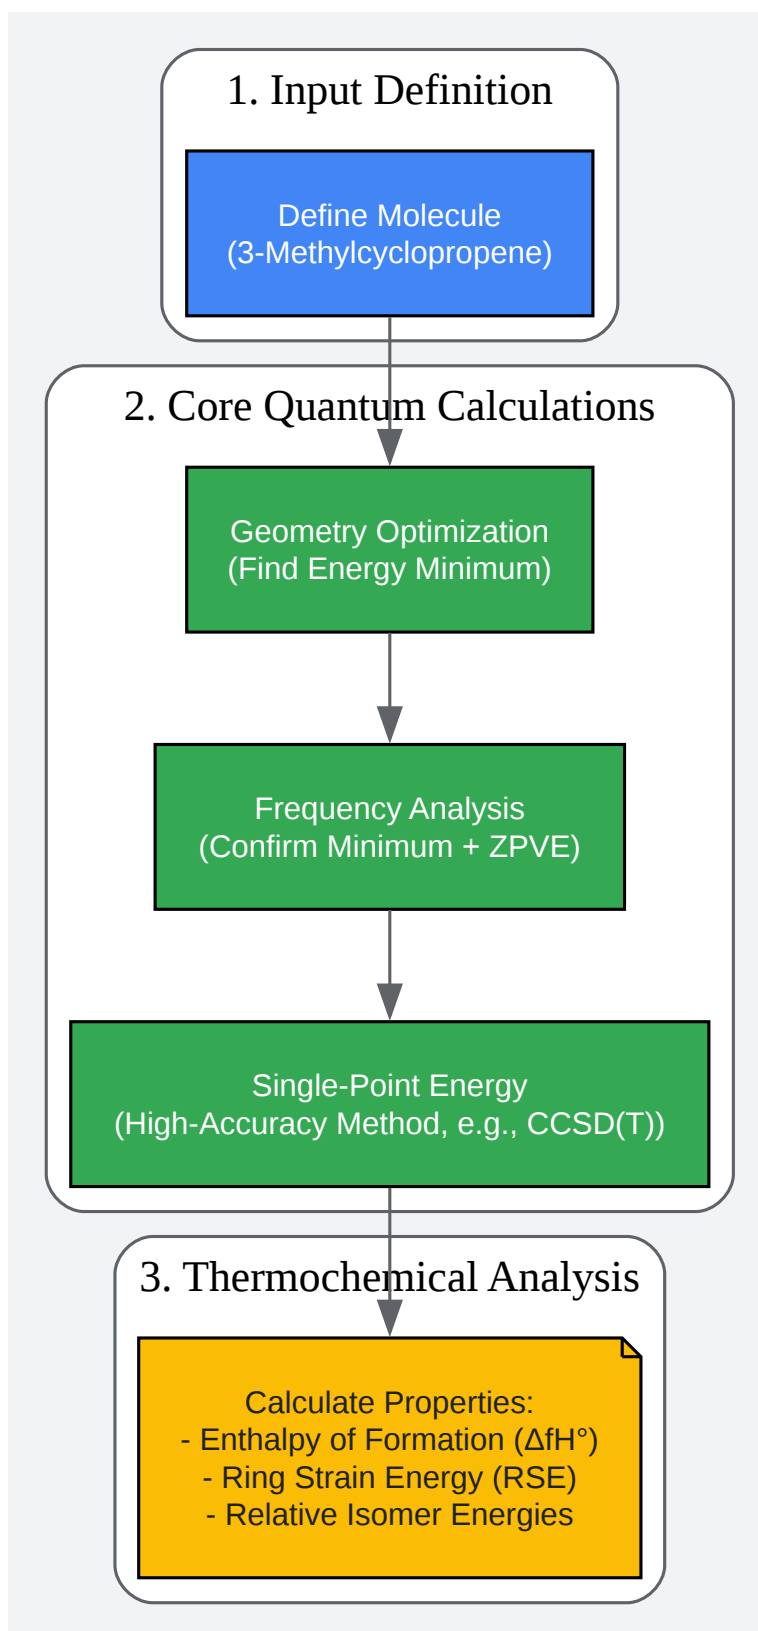 1. Input Definition
Define Molecule
(3-Methylcyclopropene)
2. Core Quantum Calculations
Geometry Optimization
(Find Energy Minimum)
Frequency Analysis
(Confirm Minimum + ZPVE)
Single-Point Energy
(High-Accuracy Method, e.g., CCSD(T))
3. Thermochemical Analysis
Calculate Properties:
- Enthalpy of Formation (ΔfH°)
- Ring Strain Energy (RSE)
- Relative Isomer Energies